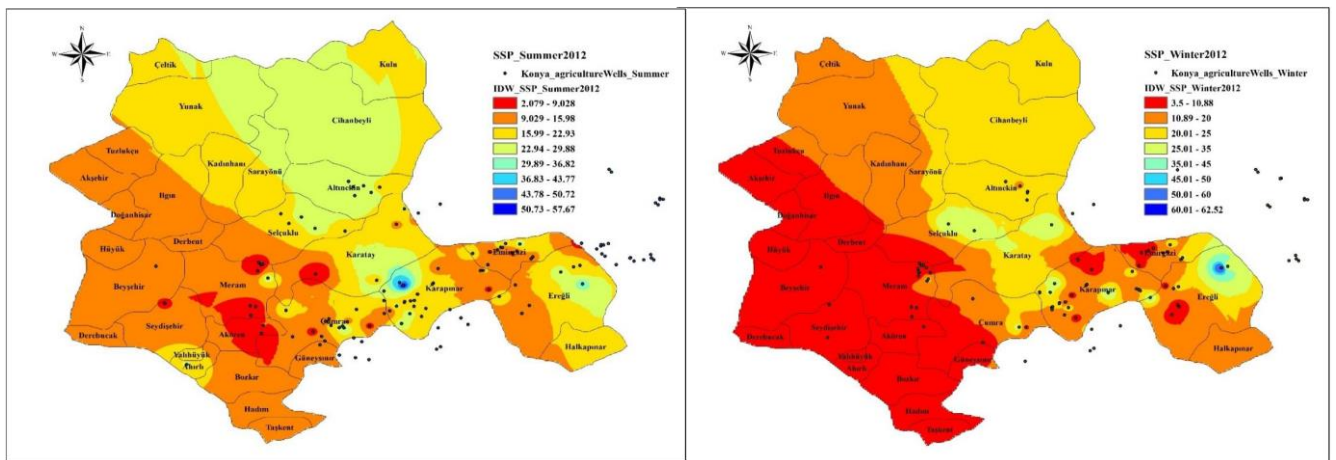 N
W
E
S
SSP_Summer2012
Konya_agricultureWells_Summer
IDW_SSP_Summer2012
2.079 - 9.028
9.029 - 15.98
15.99 - 22.93
22.94 - 29.88
29.89 - 36.82
36.83 - 43.77
43.78 - 50.72
50.73 - 57.67
Çeltik
Kulu
Yunak
Cihanbeyli
Tuzlukçu
Kadınhanı
Sarayönü
Akşehir
Altınekin
Ilgın
Doğanhisar
Selçuklu
Derbent
Hüyük
Karatay
Emirgazi
Beyşehir
Meram
Karapınar
Ereğli
Seydişehir
Akören
Çumra
Derebucak
Yalıhüyük
Ahırlı
Güneysınır
Halkapınar
Bozkır
Hadim
Taşkent
N
W
E
S
SSP_Winter2012
Konya_agricultureWells_Winter
IDW_SSP_Winter2012
3.5 - 10.88
10.89 - 20
20.01 - 25
25.01 - 35
35.01 - 45
45.01 - 50
50.01 - 60
60.01 - 62.52
Çeltik
Kulu
Yunak
Cihanbeyli
Tuzlukçu
Kadınhanı
Sarayönü
Akşehir
Altınekin
Ilgın
Doğanhisar
Selçuklu
Derbent
Hüyük
Karatay
Emirgazi
Beyşehir
Meram
Karapınar
Ereğli
Seydişehir
Akören
Çumra
Derebucak
Yalıhüyük
Ahırlı
Güneysınır
Halkapınar
Bozkır
Hadim
Taşkent